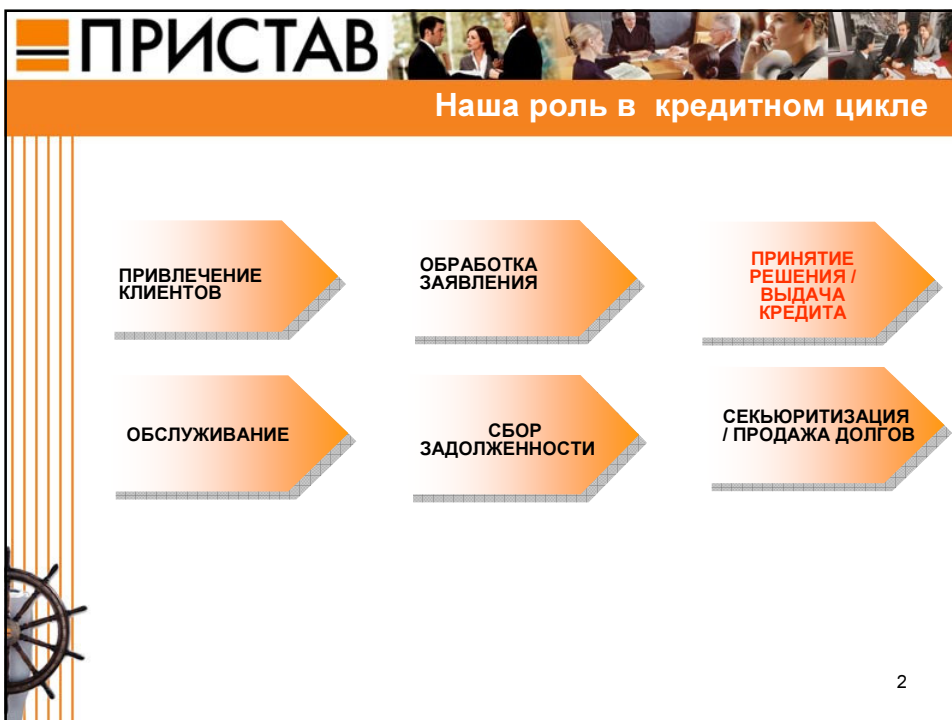 ПРИСТАВ
Наша роль в кредитном цикле
ПРИВЛЕЧЕНИЕ
КЛИЕНТОВ
ОБРАБОТКА
ЗАЯВЛЕНИЯ
ПРИНЯТИЕ
РЕШЕНИЯ /
ВЫДАЧА
КРЕДИТА
ОБСЛУЖИВАНИЕ
СБОР
ЗАДОЛЖЕННОСТИ
СЕКЬЮРИТИЗАЦИЯ
/ ПРОДАЖА ДОЛГОВ
2